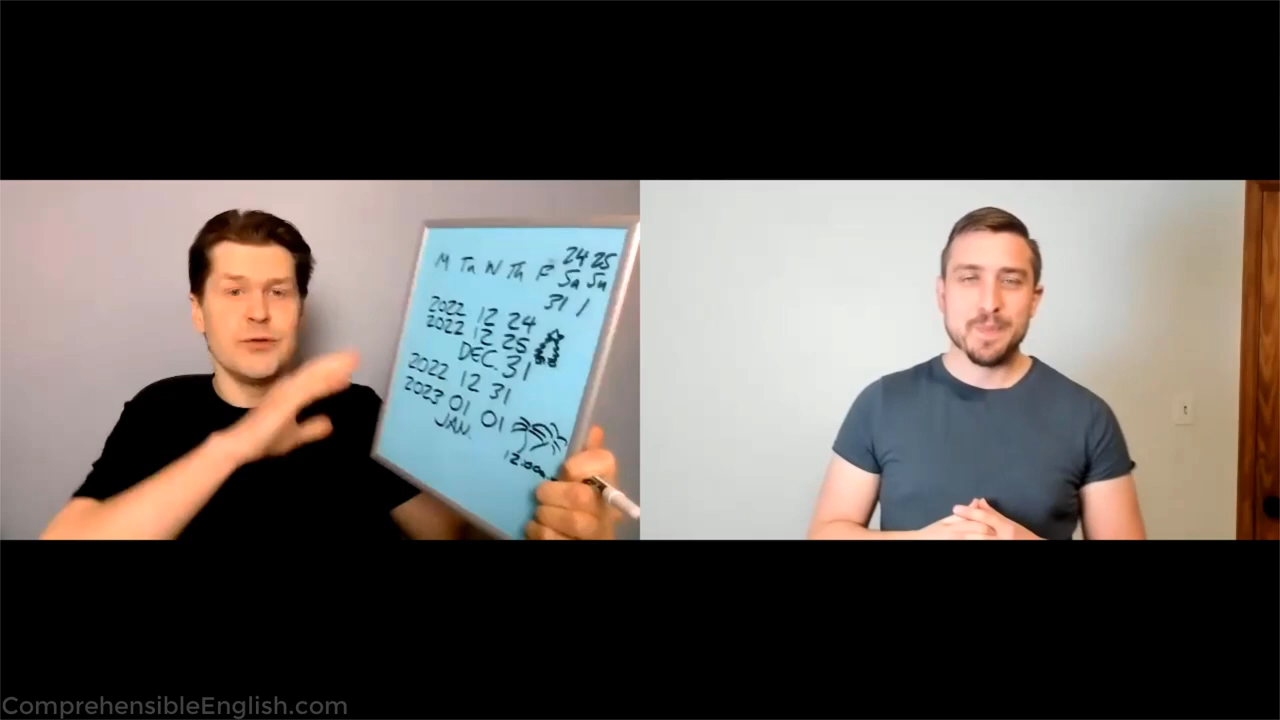 24 25
M Tu W Th F Sa Su
31 1
2022 12 24
2022 12 25
DEC. 31
2022 12 31
2023 01 01
JAN.
ComprehensibleEnglish.com